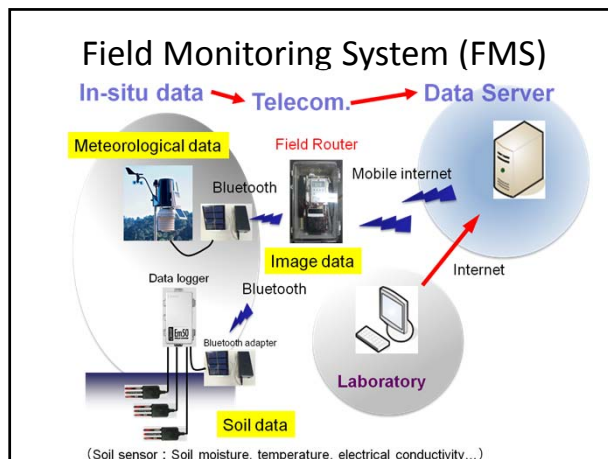 Field Monitoring System (FMS)
In-situ data
Telecom.
Data Server
Meteorological data
Field Router
Bluetooth
Mobile internet
Image data
Internet
Data logger
Bluetooth
Em50
Bluetooth adapter
Laboratory
Soil data
(Soil sensor : Soil moisture, temperature, electrical conductivity…)